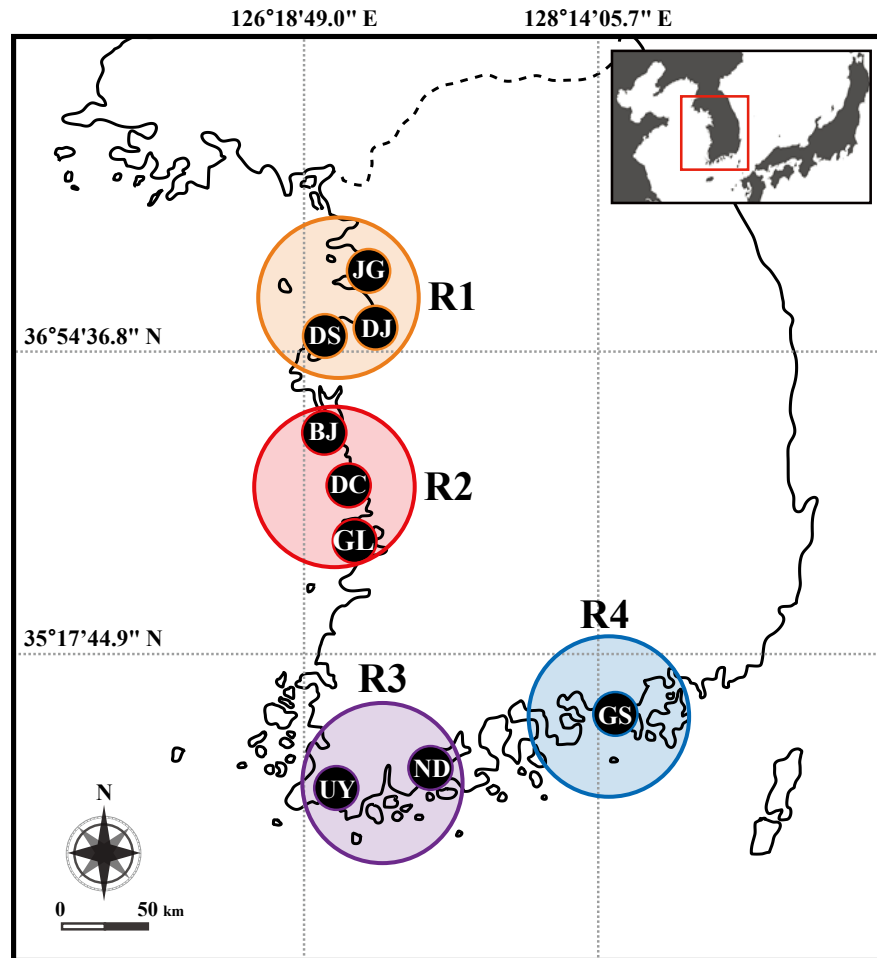 126°18'49.0" E
128°14'05.7" E
JG
R1
DS
DJ
36°54'36.8" N
BJ
DC
R2
GL
35°17'44.9" N
R4
R3
GS
ND
UY
N
0 50 km